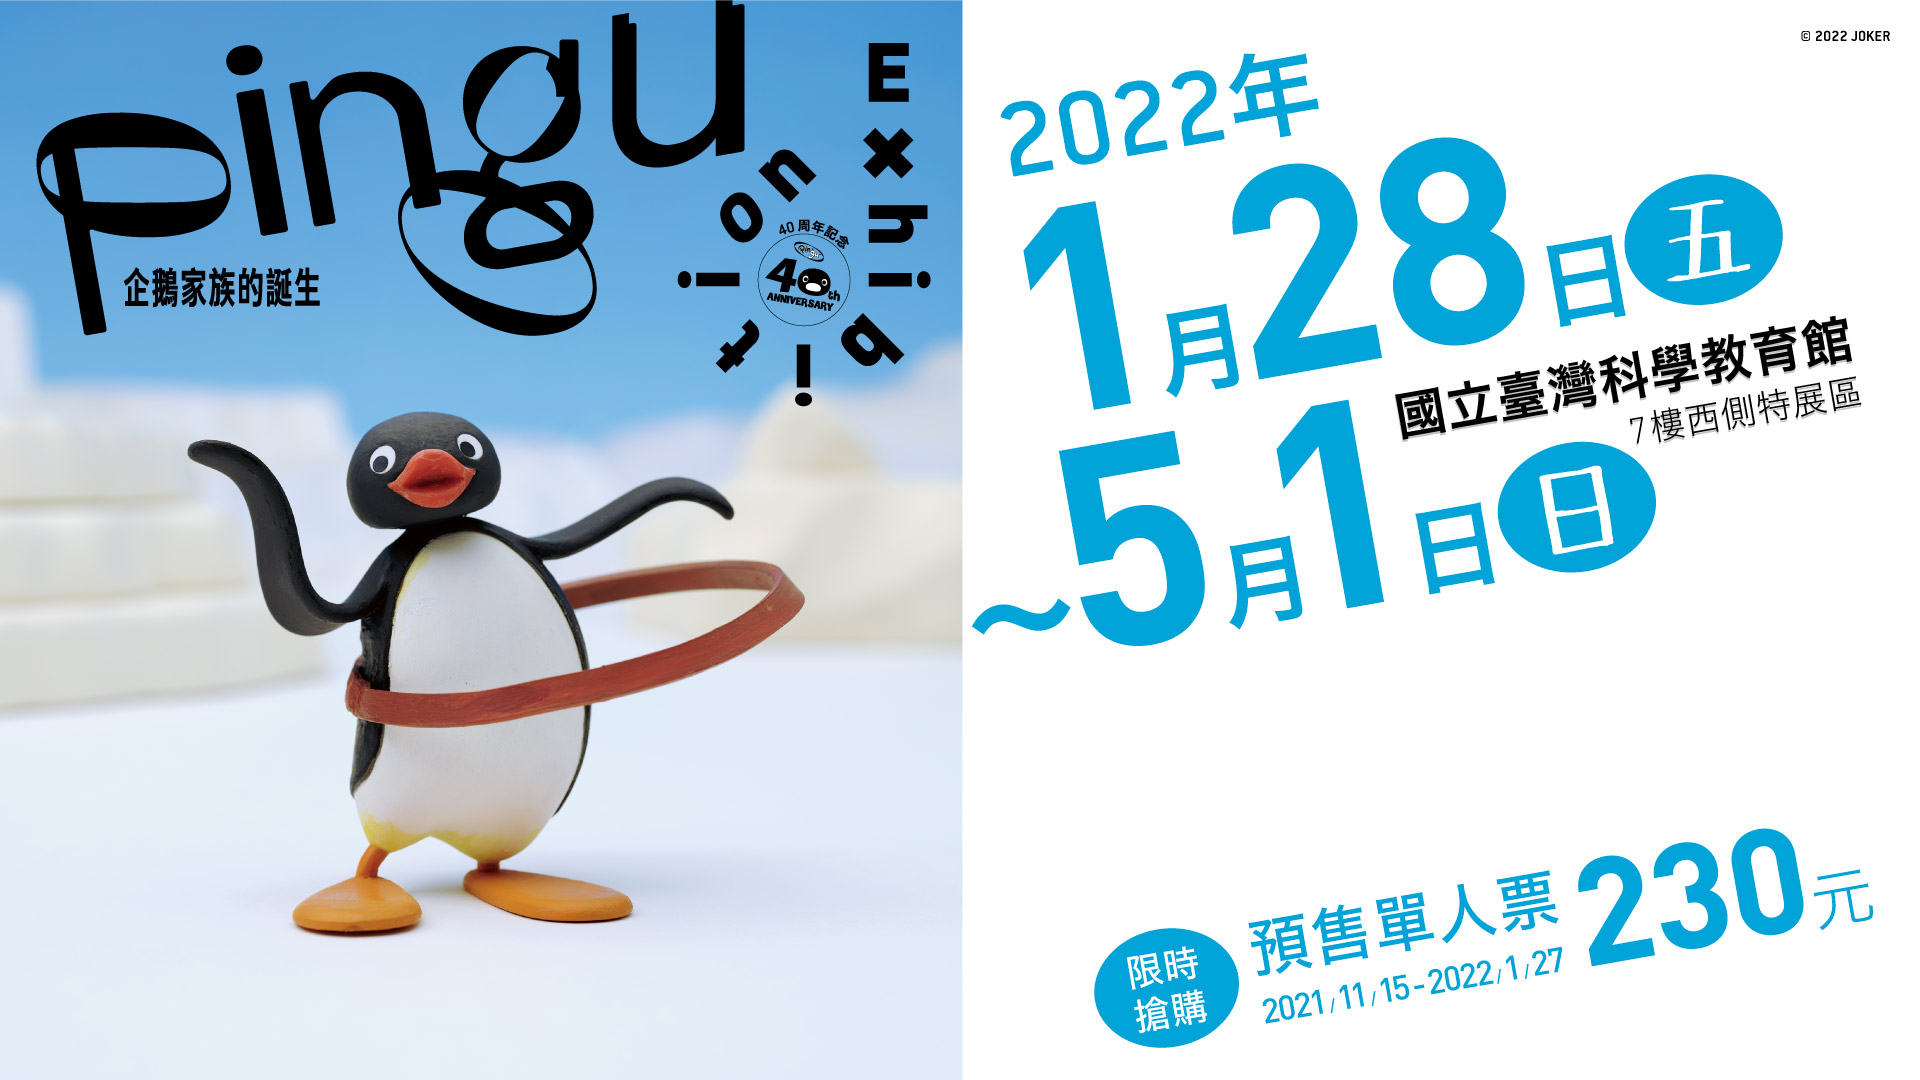 Pingu
Exhibition
企鵝家族的誕生
40周年記念
pingu
40th
ANNIVERSARY
© 2022 JOKER
2022年
1月28日五
國立臺灣科學教育館
7樓西側特展區
~5月1日日
限時
搶購
預售單人票230元
2021/11/15-2022/1/27